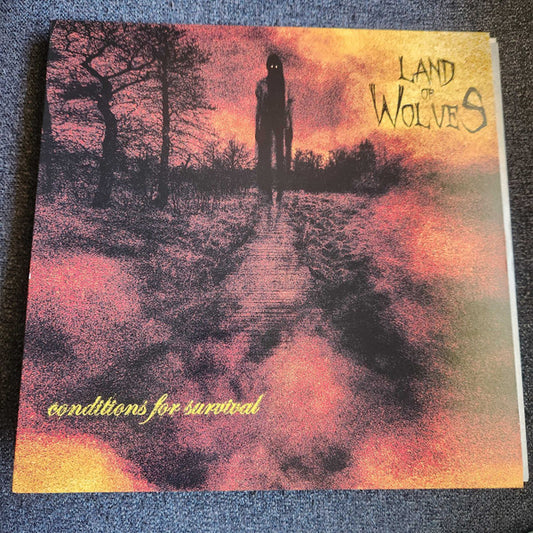 LAND
OF
WOLVES
conditions for survival